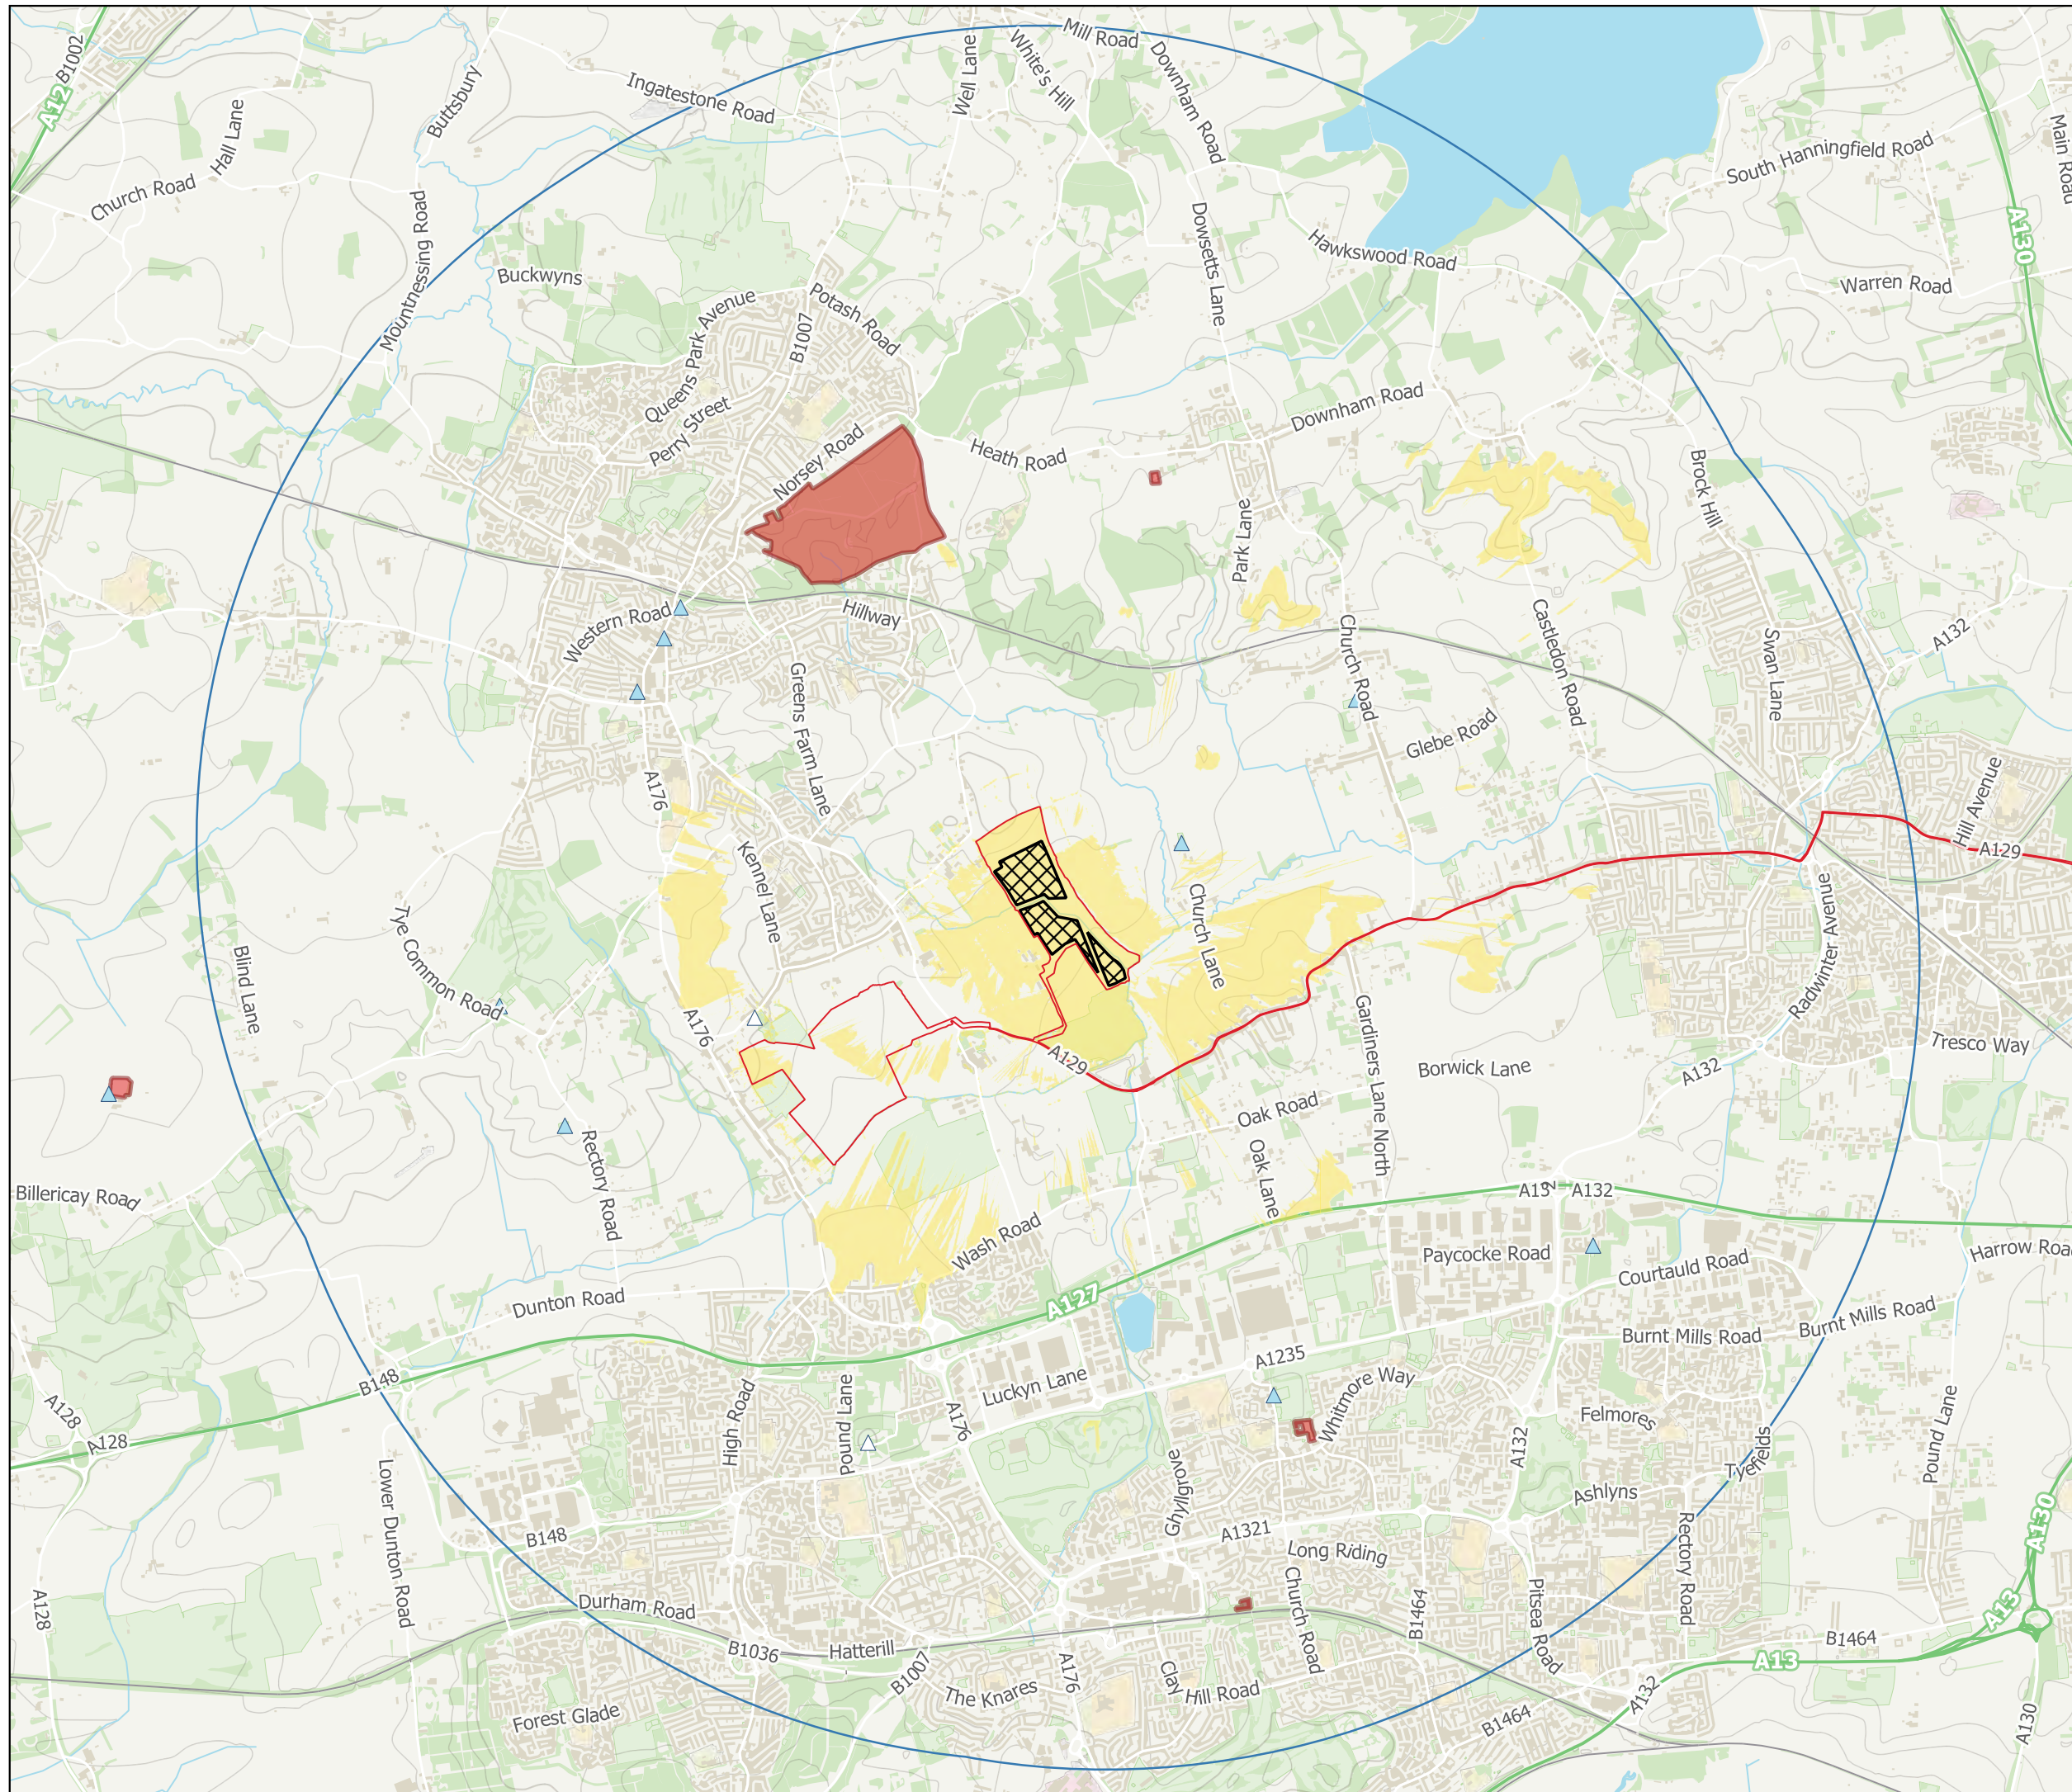 Mill Road
A12
B1002
Well Lane
White's Hill
Downham Road
Buttsbury
Ingatestone Road
Hall Lane
Church Road
South Hanningfield Road
Main Road
A130
Mountnessing Road
Dowsetts Lane
Hawkswood Road
Buckwyns
Warren Road
Queens Park Avenue
Potash Road
B1007
Perry Street
Downham Road
Norsey Road
Heath Road
Brock Hill
Park Lane
Western Road
Hillway
Church Road
Castledon Road
Swan Lane
A132
Greens Farm Lane
Glebe Road
A176
Hill Avenue
Kennel Lane
A129
Church Lane
Radwinter Avenue
Tye Common Road
Blind Lane
A176
A129
Gardiners Lane North
Borwick Lane
A132
Tresco Way
Oak Road
Oak Lane
Rectory Road
Billericay Road
A132
A132
Wash Road
Paycocke Road
Courtauld Road
Harrow Road
Dunton Road
A127
Burnt Mills Road
Burnt Mills Road
A1235
B148
Luckyn Lane
Whitmore Way
A128
A128
High Road
Pound Lane
A176
Felmores
A132
Tyefields
Pound Lane
Lower Dunton Road
Ghyllgrove
Ashlyns
B148
A1321
Long Riding
Rectory Road
A130
A128
Durham Road
Church Road
B1464
Pitsea Road
A13
B1036
Hatterill
B1007
A176
B1464
A13
The Knares
Clay Hill Road
A132
Forest Glade
B1464
A130